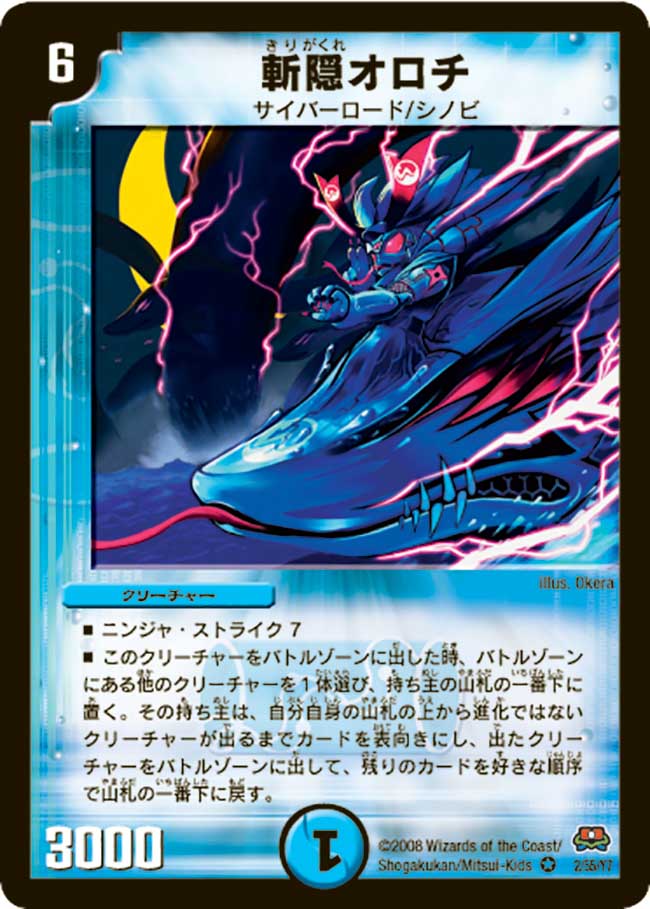 6
きりがくれ
斬隠オロチ
サイバーロード/シノビ
illus. Okera
クリーチャー
■ ニンジャ・ストライク 7
■ このクリーチャーをバトルゾーンに出した時、バトルゾーン
にある他のクリーチャーを1体選び、持ち主の山札の一番下に
置く。その持ち主は、自分自身の山札の上から進化ではない
クリーチャーが出るまでカードを表向きにし、出たクリー
チャーをバトルゾーンに出して、残りのカードを好きな順序
で山札の一番下に戻す。
3000
1
©2008 Wizards of the Coast/
Shogakukan/Mitsui-Kids
2/55/Y7